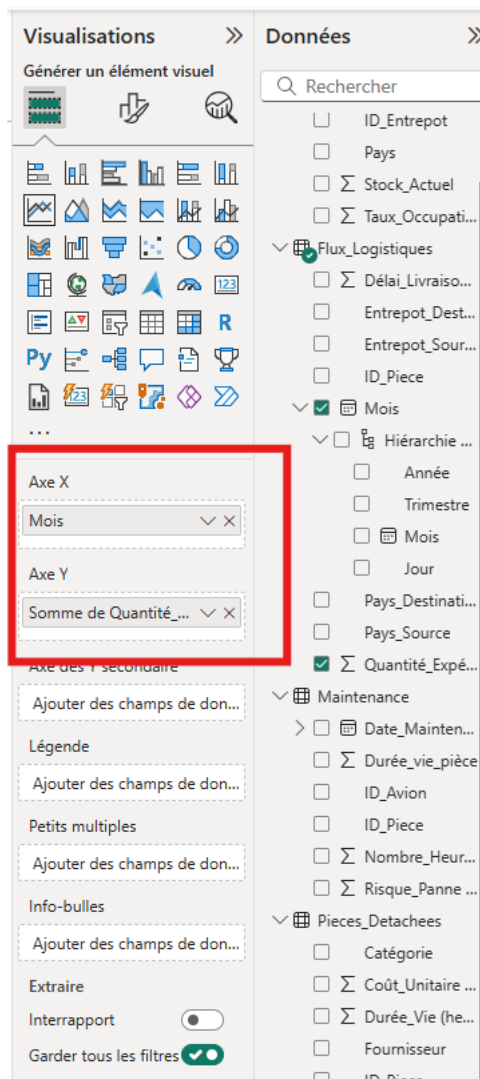 Visualisations
Générer un élément visuel
123
R
Py
123
...
Axe X
Mois
Axe Y
Somme de Quantité_...
Axe des Y secondaire
Ajouter des champs de don...
Légende
Ajouter des champs de don...
Petits multiples
Ajouter des champs de don...
Info-bulles
Ajouter des champs de don...
Extraire
Interrapport
Garder tous les filtres
Données
Rechercher
ID_Entrepot
Pays
Stock_Actuel
Taux_Occupati...
Flux_Logistiques
Délai_Livraiso...
Entrepot_Dest...
Entrepot_Sour...
ID_Piece
Mois
Hiérarchie ...
Année
Trimestre
Mois
Jour
Pays_Destinati...
Pays_Source
Quantité_Expé...
Maintenance
Date_Mainten...
Durée_vie_pièce
ID_Avion
ID_Piece
Nombre_Heur...
Risque_Panne ...
Pieces_Detachees
Catégorie
Coût_Unitaire ...
Durée_Vie (he...
Fournisseur
ID_Piece